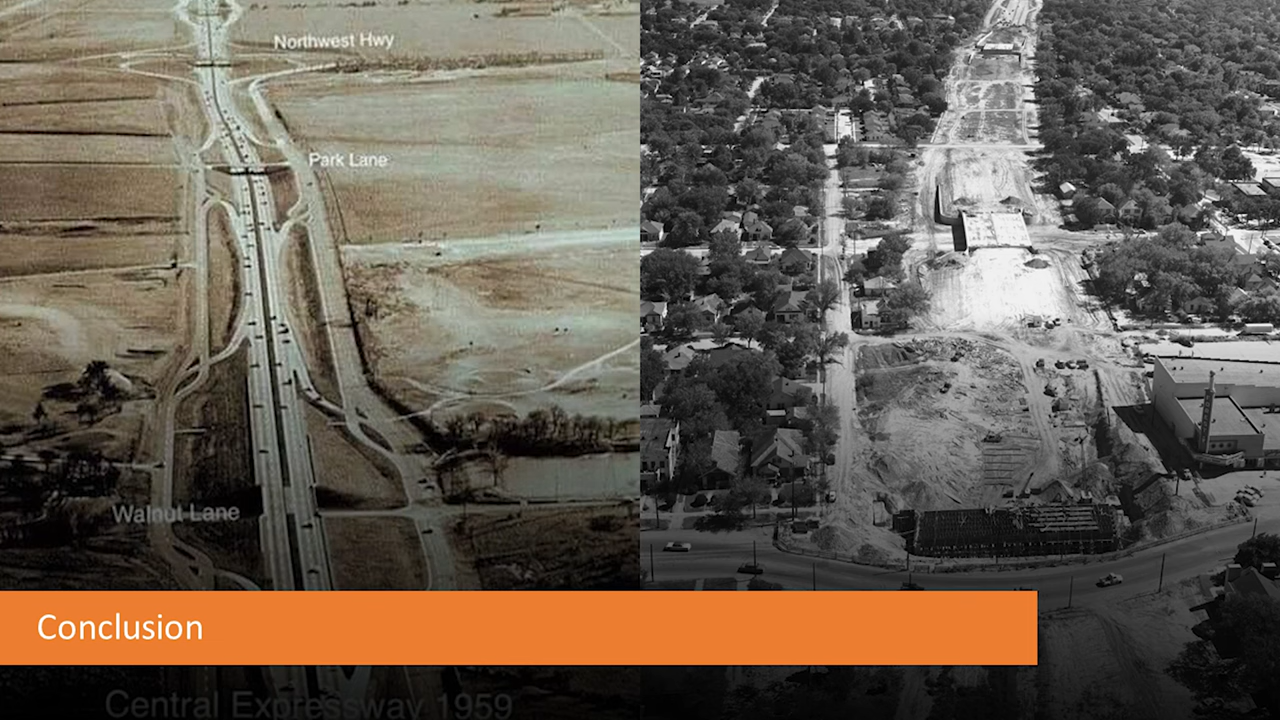 Northwest Hwy
Park Lane
Walnut Lane
Conclusion
Central Expressway 1959